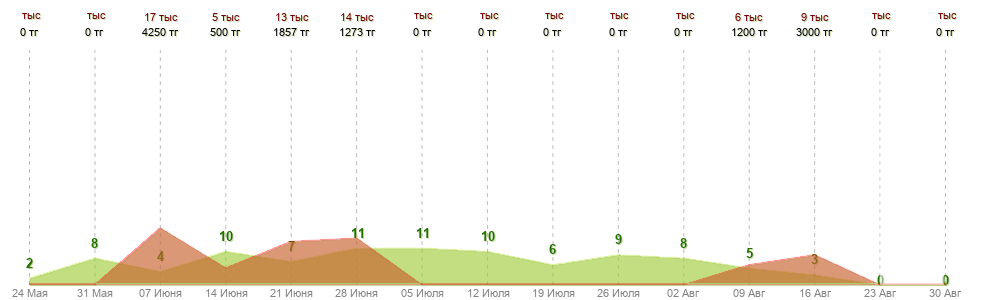 тыс тыс 17 тыс 5 тыс 13 тыс 14 тыс тыс тыс тыс тыс тыс 6 тыс 9 тыс тыс тыс
0 тг 0 тг 4250 тг 500 тг 1857 тг 1273 тг 0 тг 0 тг 0 тг 0 тг 0 тг 1200 тг 3000 тг 0 тг 0 тг
2 8 4 10 7 11 11 10 6 9 8 5 3 0 0
24 Мая 31 Мая 07 Июня 14 Июня 21 Июня 28 Июня 05 Июля 12 Июля 19 Июля 26 Июля 02 Авг 09 Авг 16 Авг 23 Авг 30 Авг